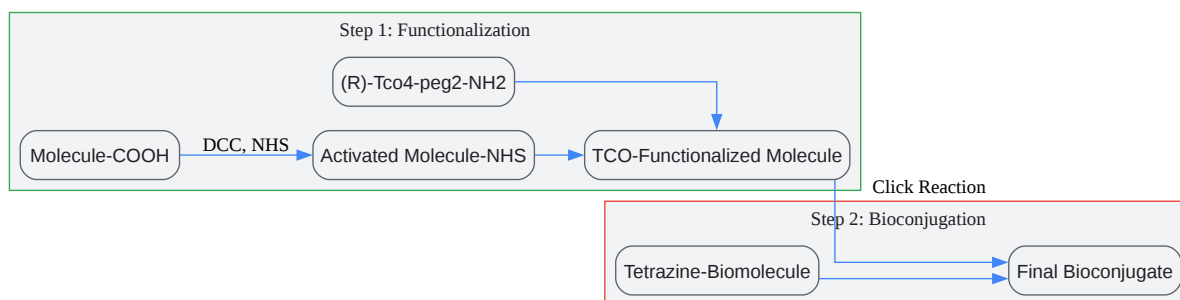 Step 1: Functionalization
(R)-Tco4-peg2-NH2
Molecule-COOH
DCC, NHS
Activated Molecule-NHS
TCO-Functionalized Molecule
Click Reaction
Step 2: Bioconjugation
Tetrazine-Biomolecule
Final Bioconjugate